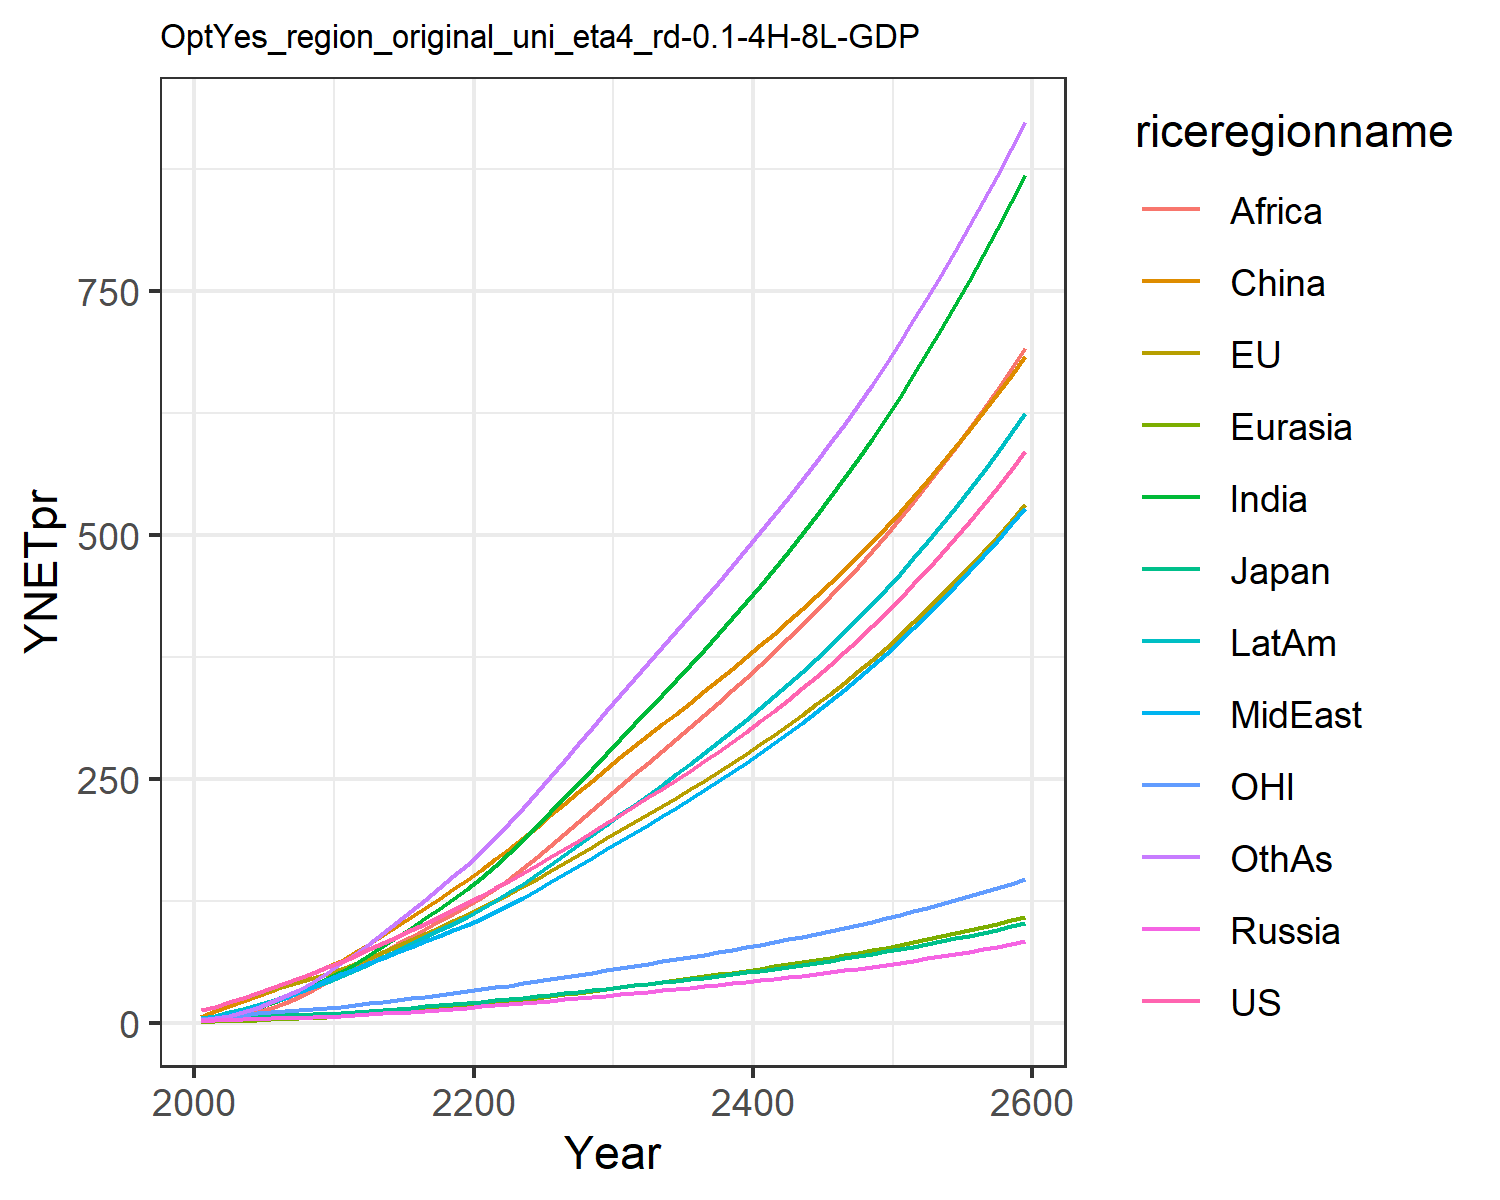 OptYes_region_original_uni_eta4_rd-0.1-4H-8L-GDP
YNETpr
750
500
250
0
2000 2200 2400 2600
Year
riceregionname
Africa
China
EU
Eurasia
India
Japan
LatAm
MidEast
OHI
OthAs
Russia
US